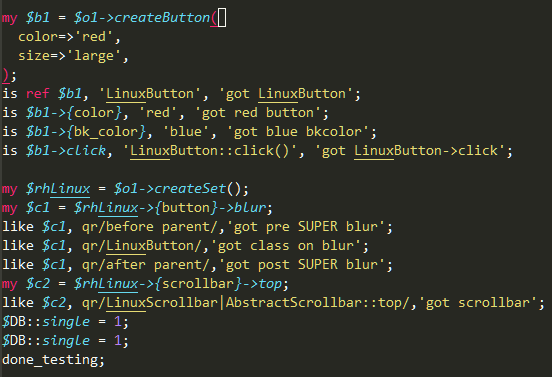 my $b1 = $o1->createButton(
  color=>'red',
  size=>'large',
);
is ref $b1, 'LinuxButton', 'got LinuxButton';
is $b1->{color}, 'red', 'got red button';
is $b1->{bk_color}, 'blue', 'got blue bkcolor';
is $b1->click, 'LinuxButton::click()', 'got LinuxButton->click';

my $rhLinux = $o1->createSet();
my $c1 = $rhLinux->{button}->blur;
like $c1, qr/before parent/,'got pre SUPER blur';
like $c1, qr/LinuxButton/,'got class on blur';
like $c1, qr/after parent/,'got post SUPER blur';
my $c2 = $rhLinux->{scrollbar}->top;
like $c2, qr/LinuxScrollbar|AbstractScrollbar::top/,'got scrollbar';
$DB::single = 1;
$DB::single = 1;
done_testing;